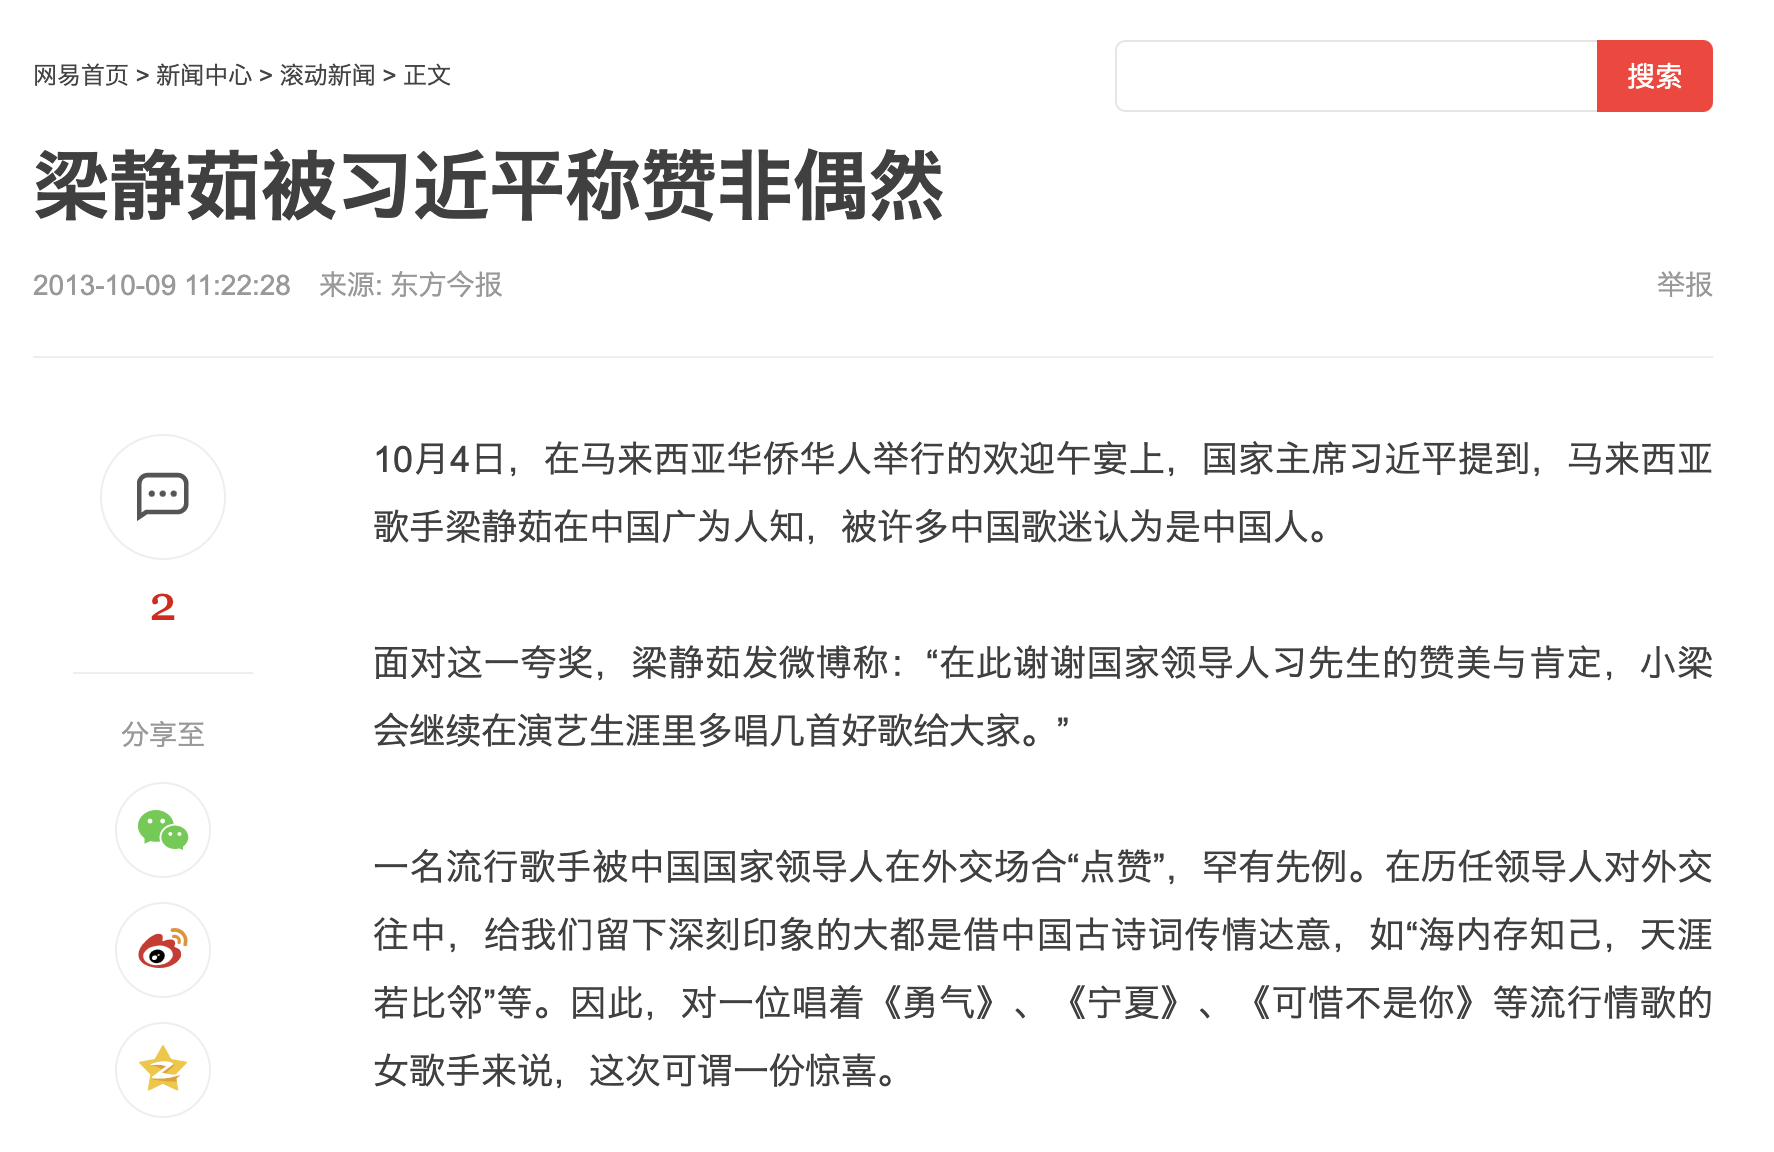 网易首页 > 新闻中心 > 滚动新闻 > 正文
搜索
梁静茹被习近平称赞非偶然
2013-10-09 11:22:28 来源: 东方今报
举报
2
分享至
10月4日，在马来西亚华侨华人举行的欢迎午宴上，国家主席习近平提到，马来西亚
歌手梁静茹在中国广为人知，被许多中国歌迷认为是中国人。
面对这一夸奖，梁静茹发微博称：“在此谢谢国家领导人习先生的赞美与肯定，小梁
会继续在演艺生涯里多唱几首好歌给大家。”
一名流行歌手被中国国家领导人在外交场合“点赞”，罕有先例。在历任领导人对外交
往中，给我们留下深刻印象的大都是借中国古诗词传情达意，如“海内存知己，天涯
若比邻”等。因此，对一位唱着《勇气》、《宁夏》、《可惜不是你》等流行情歌的
女歌手来说，这次可谓一份惊喜。